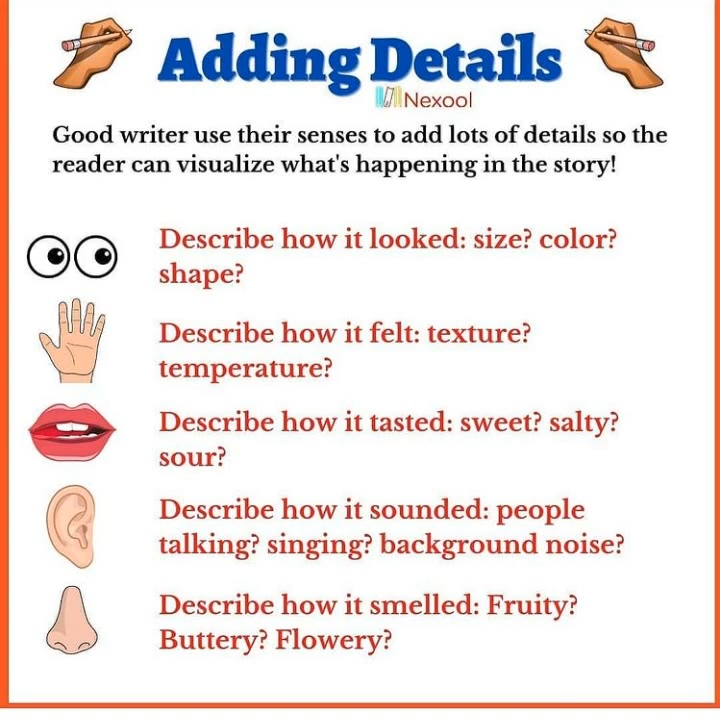 Adding Details
Nexool
Good writer use their senses to add lots of details so the
reader can visualize what's happening in the story!
Describe how it looked: size? color?
shape?
Describe how it felt: texture?
temperature?
Describe how it tasted: sweet? salty?
sour?
Describe how it sounded: people
talking? singing? background noise?
Describe how it smelled: Fruity?
Buttery? Flowery?